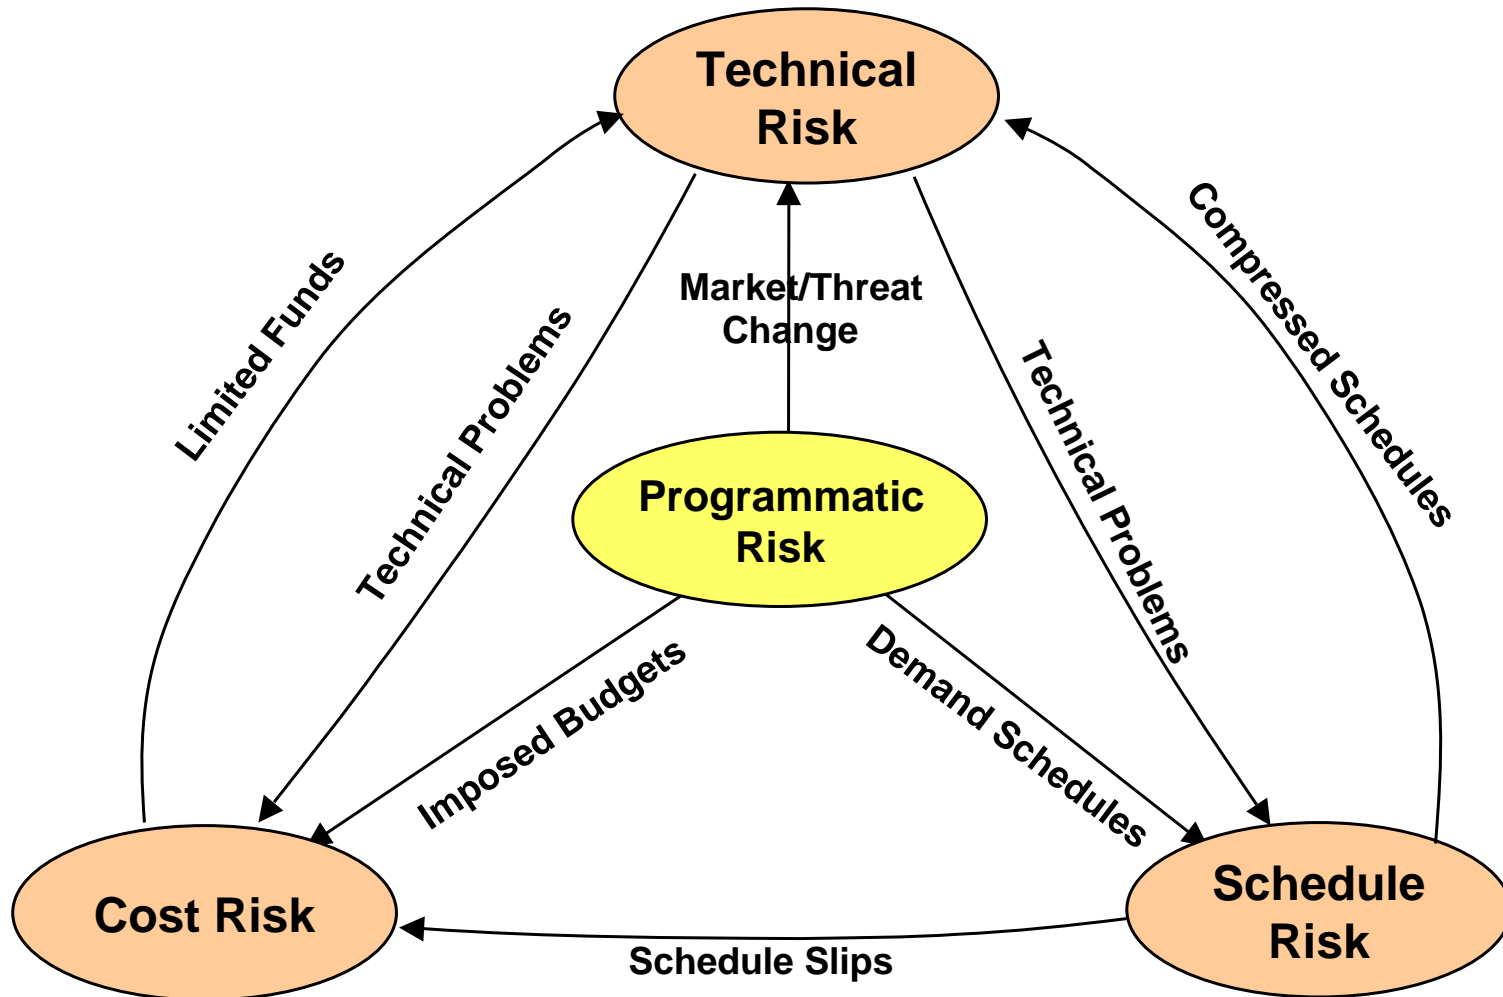 Technical
Risk
Limited Funds
Technical Problems
Market/Threat
Change
Technical Problems
Compressed Schedules
Programmatic
Risk
Imposed Budgets
Demand Schedules
Cost Risk
Schedule Slips
Schedule
Risk